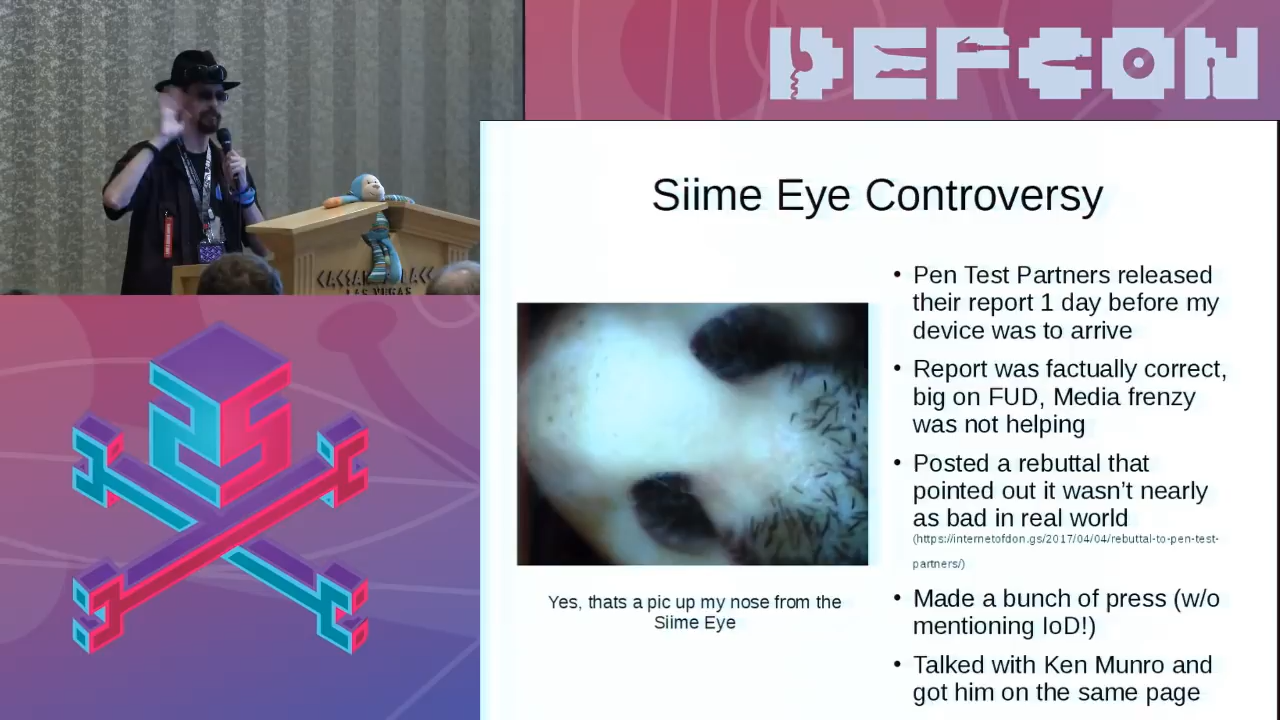 DEFCON
CAESARS PALACE
LAS VEGAS
Siime Eye Controversy
• Pen Test Partners released
their report 1 day before my
device was to arrive
• Report was factually correct,
big on FUD, Media frenzy
was not helping
• Posted a rebuttal that
pointed out it wasn’t nearly
as bad in real world
(https://internetofdon.gs/2017/04/04/rebuttal-to-pen-test-
partners/)
• Made a bunch of press (w/o
mentioning IoD!)
• Talked with Ken Munro and
got him on the same page
Yes, thats a pic up my nose from the
Siime Eye